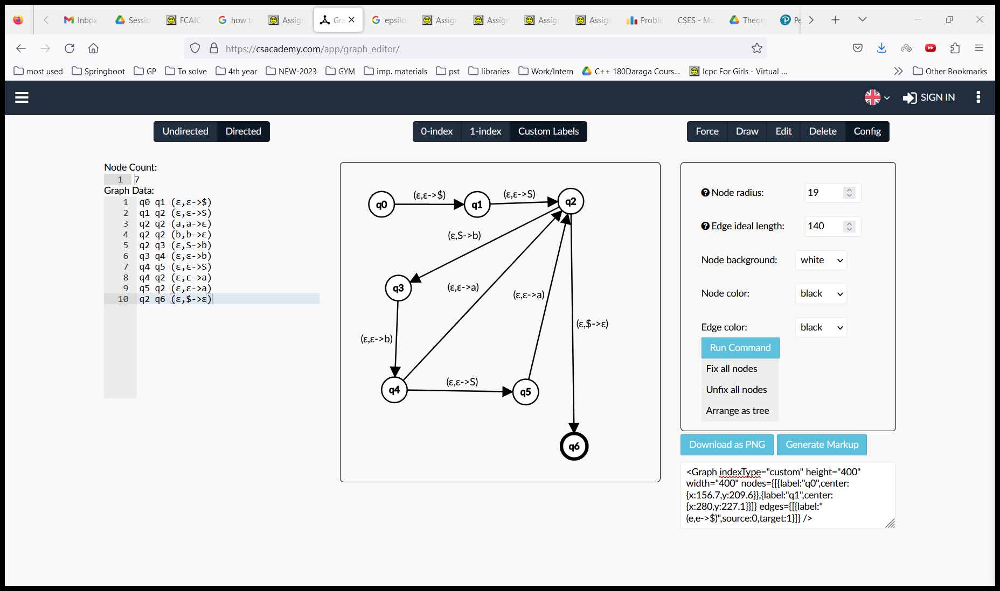 Inbox
Sessio
FCAIC
how to
Assign
Gra
epsilo
Assign
Assign
Assign
Assign
Proble
CSES - Mo
Theory
Pe
https://csacademy.com/app/graph_editor/
most used
Springboot
GP
To solve
4th year
NEW-2023
GYM
imp. materials
pst
libraries
Work/Intern
C++ 180Daraga Cours...
Icpc For Girls - Virtual ...
Other Bookmarks
SIGN IN
Undirected Directed
0-index 1-index Custom Labels
Force Draw Edit Delete Config
Node Count:
1 7
Graph Data:
1 q0 q1 (ε,ε->$)
2 q1 q2 (ε,ε->S)
3 q2 q2 (a,a->ε)
4 q2 q2 (b,b->ε)
5 q2 q3 (ε,S->b)
6 q3 q4 (ε,ε->b)
7 q4 q5 (ε,ε->S)
8 q4 q2 (ε,ε->a)
9 q5 q2 (ε,ε->a)
10 q2 q6 (ε,$->ε)
(ε,ε->$)
(ε,ε->S)
q0
q1
q2
(ε,S->b)
q3
(ε,ε->a)
(ε,ε->a)
(ε,$->ε)
(ε,ε->b)
(ε,ε->S)
q4
q5
q6
Node radius: 19
Edge ideal length: 140
Node background: white
Node color: black
Edge color: black
Run Command
Fix all nodes
Unfix all nodes
Arrange as tree
Download as PNG
Generate Markup
<Graph indexType="custom" height="400"
width="400" nodes={[{label:"q0",center:
{x:156.7,y:209.6}},{label:"q1",center:
{x:280,y:227.1}}]} edges={[{label:"
(e,e->$)",source:0,target:1}]} />